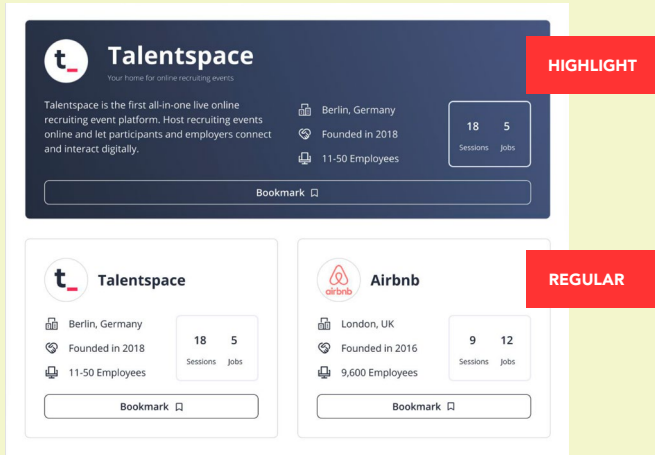 t_
Talentspace
Your home for online recruiting events
HIGHLIGHT
Talentspace is the first all-in-one live online
recruiting event platform. Host recruiting events
online and let participants and employers connect
and interact digitally.
Berlin, Germany
Founded in 2018
11-50 Employees
18 5
Sessions Jobs
Bookmark
REGULAR
t_
Talentspace
Berlin, Germany
Founded in 2018
11-50 Employees
18 5
Sessions Jobs
Bookmark
airbnb
Airbnb
London, UK
Founded in 2016
9,600 Employees
9 12
Sessions Jobs
Bookmark